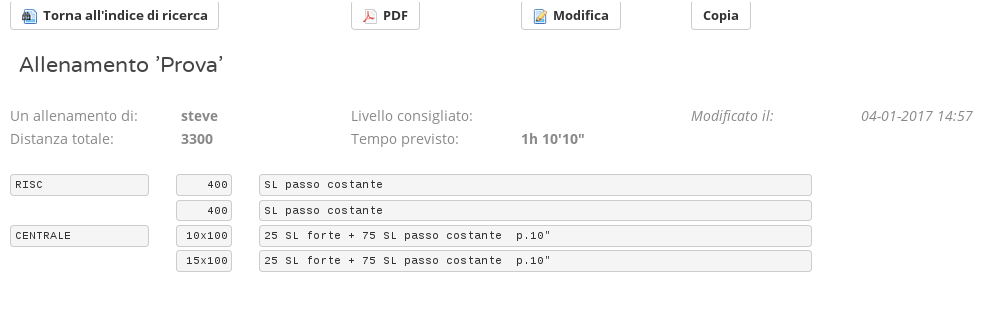 Torna all'indice di ricerca PDF Modifica Copia
Allenamento 'Prova'
Un allenamento di: steve Livello consigliato: Modificato il: 04-01-2017 14:57
Distanza totale: 3300 Tempo previsto: 1h 10'10"
RISC 400 SL passo costante
400 SL passo costante
CENTRALE 10x100 25 SL forte + 75 SL passo costante p.10"
15x100 25 SL forte + 75 SL passo costante p.10"